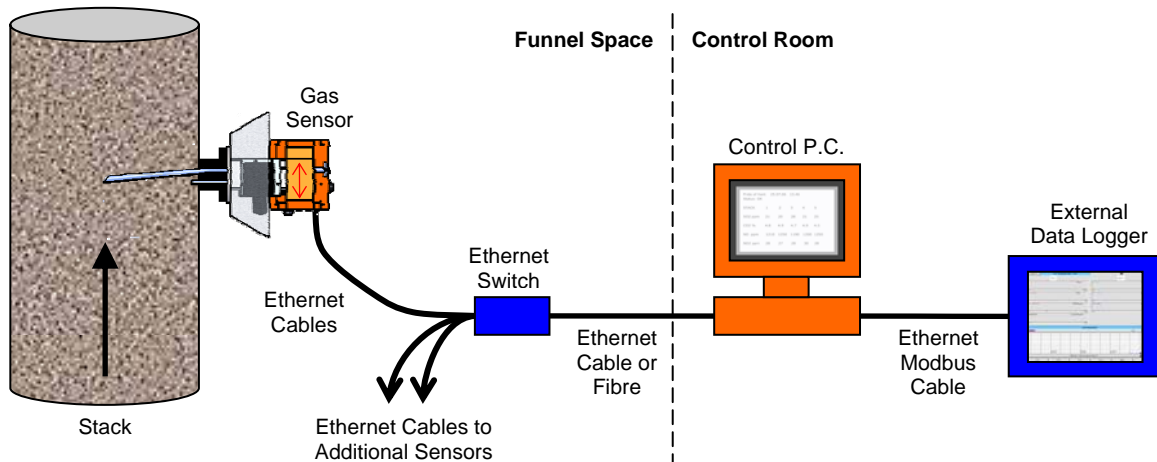 Funnel Space
Control Room
Gas
Sensor
Control P.C.
External
Data Logger
Ethernet
Switch
Ethernet
Cables
Ethernet
Cable or
Fibre
Ethernet
Modbus
Cable
Stack
Ethernet Cables to
Additional Sensors